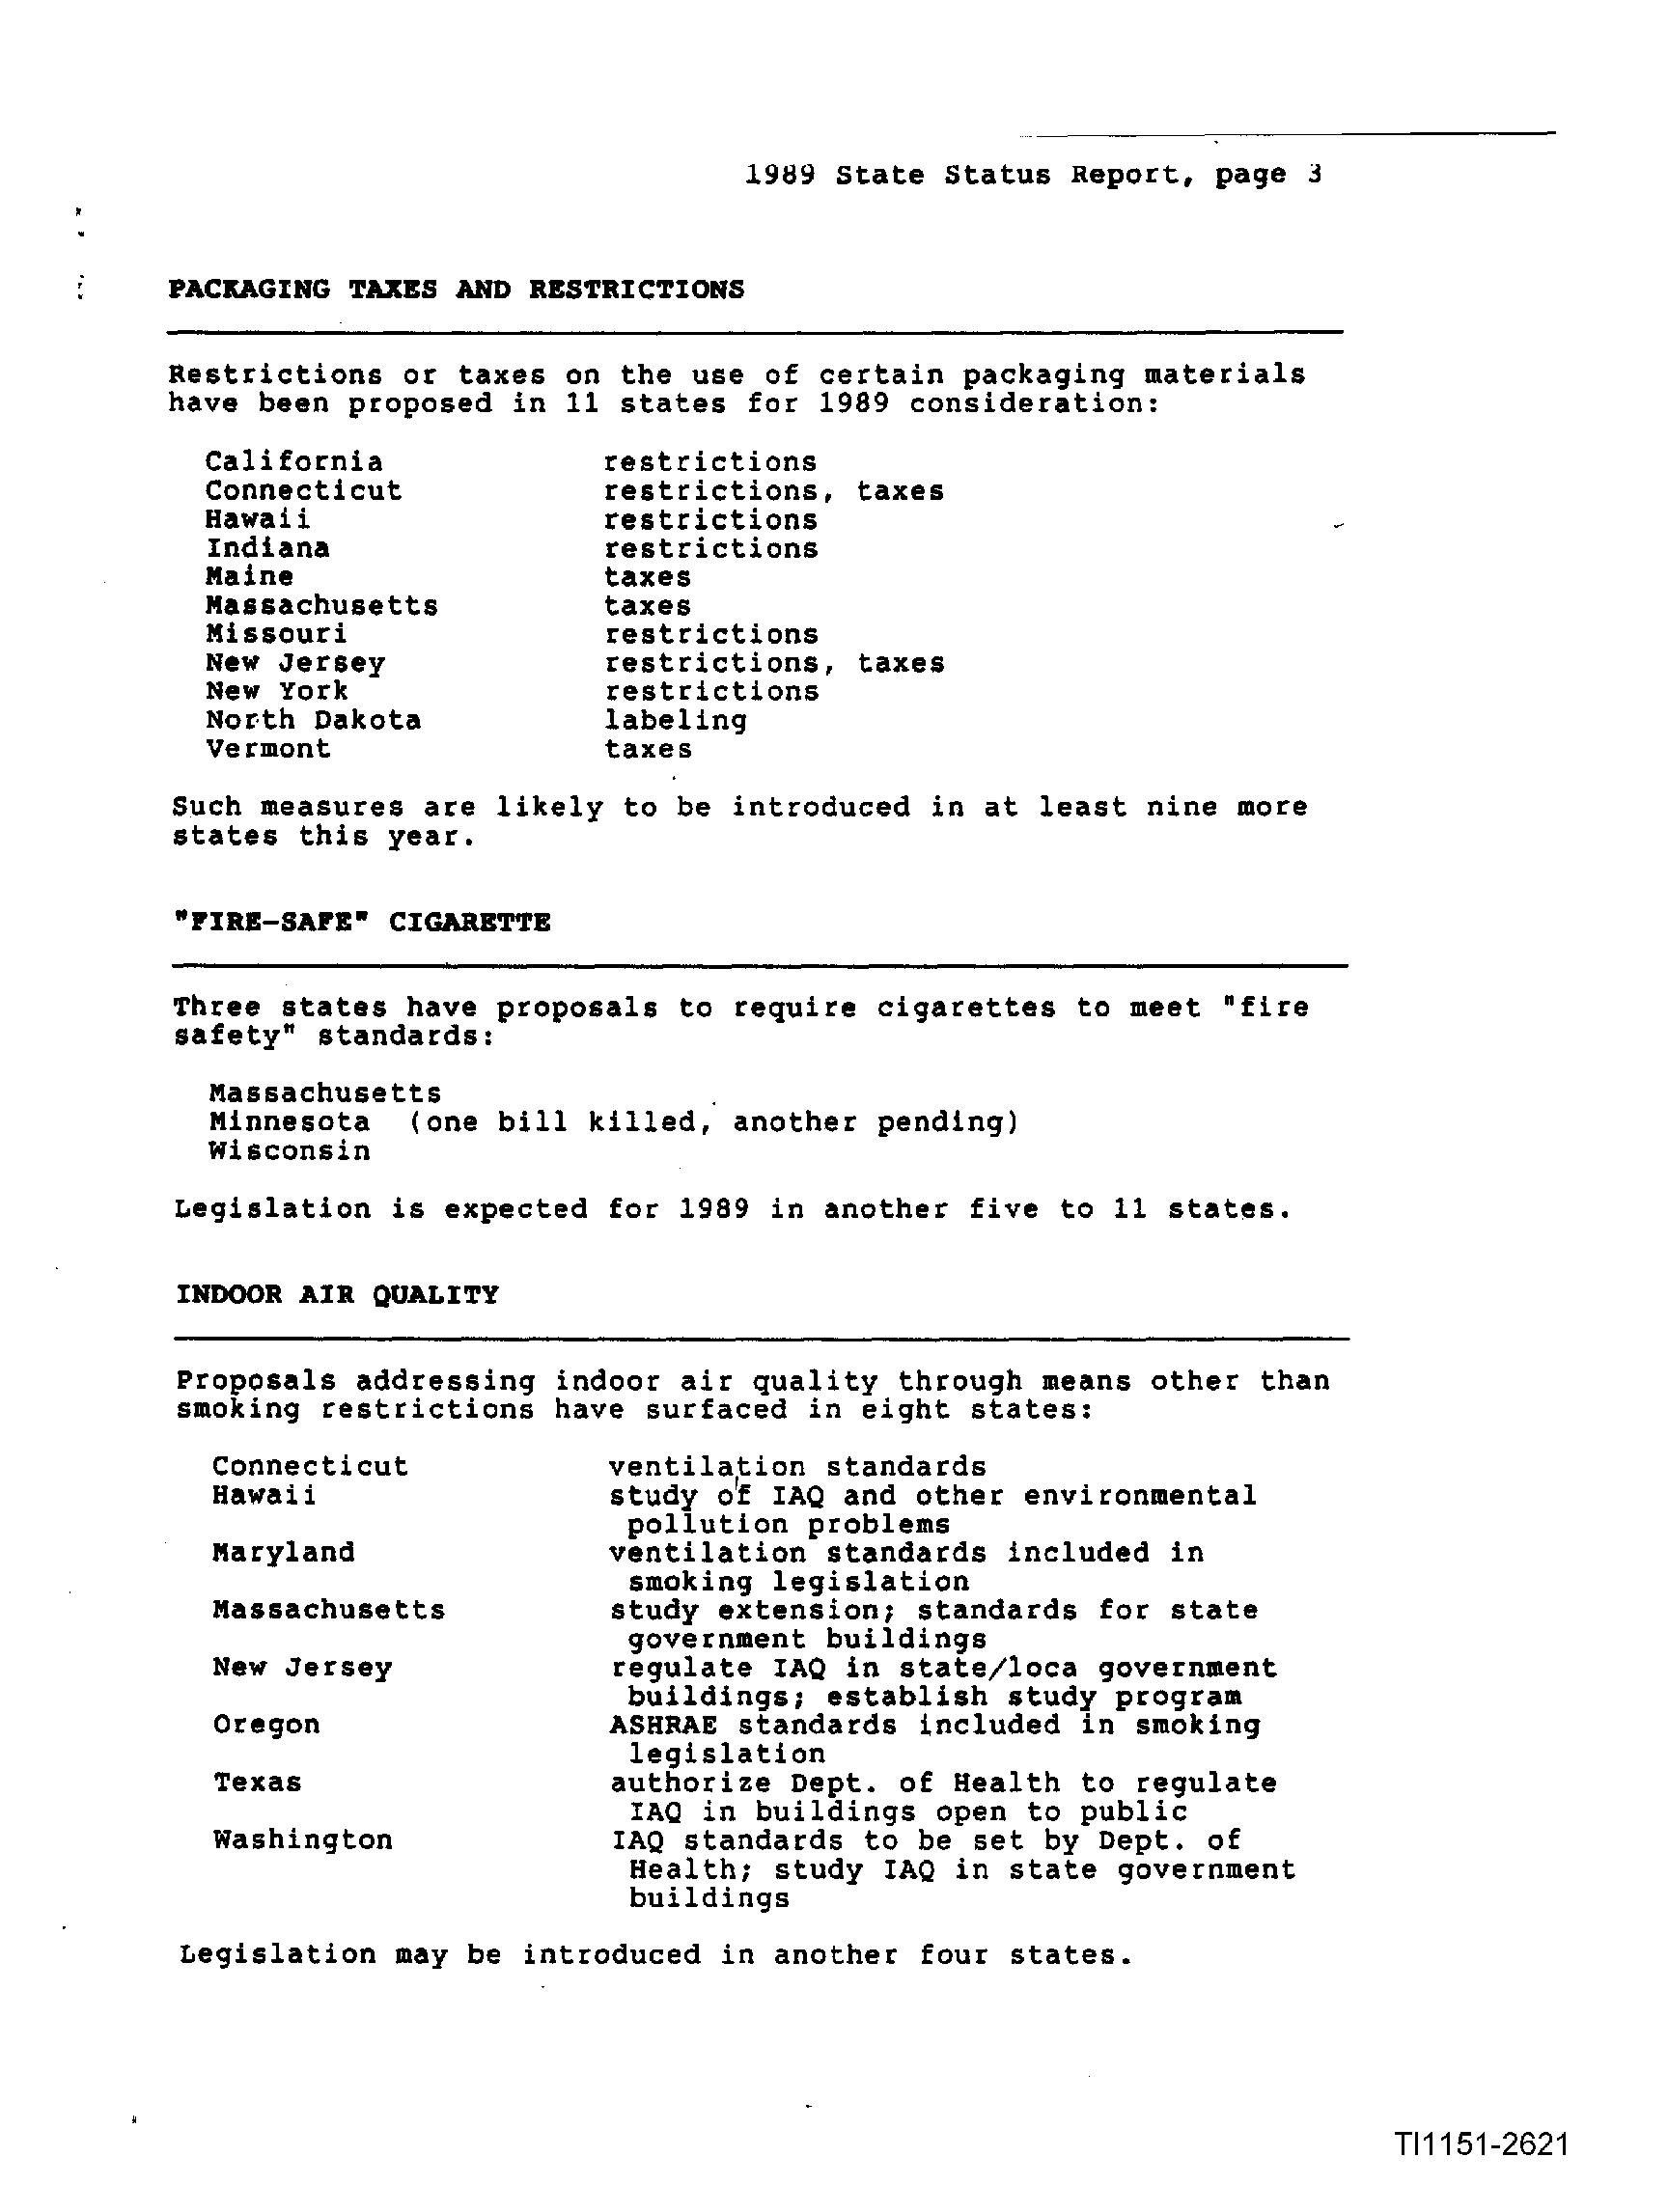 1989 State Status Report, page 3
PACKAGING TAXES AND RESTRICTIONS
Restrictions or taxes on the use of certain packaging materials
have been proposed in 11 states for 1989 consideration:
California restrictions
Connecticut restrictions, taxes
Hawaii restrictions
Indiana restrictions
Maine taxes
Massachusetts taxes
Missouri restrictions
New Jersey restrictions, taxes
New York restrictions
North Dakota labeling
Vermont taxes
Such measures are likely to be introduced in at least nine more
states this year.
"FIRE-SAFE" CIGARETTE
Three states have proposals to require cigarettes to meet "fire
safety" standards:
Massachusetts
Minnesota (one bill killed, another pending)
Wisconsin
Legislation is expected for 1989 in another five to 11 states.
INDOOR AIR QUALITY
Proposals addressing indoor air quality through means other than
smoking restrictions have surfaced in eight states:
Connecticut ventilation standards
Hawaii study of IAQ and other environmental
pollution problems
Maryland ventilation standards included in
smoking legislation
Massachusetts study extension; standards for state
government buildings
New Jersey regulate IAQ in state/loca government
buildings; establish study program
Oregon ASHRAE standards included in smoking
legislation
Texas authorize Dept. of Health to regulate
IAQ in buildings open to public
Washington IAQ standards to be set by Dept. of
Health; study IAQ in state government
buildings
Legislation may be introduced in another four states.
TI1151-2621